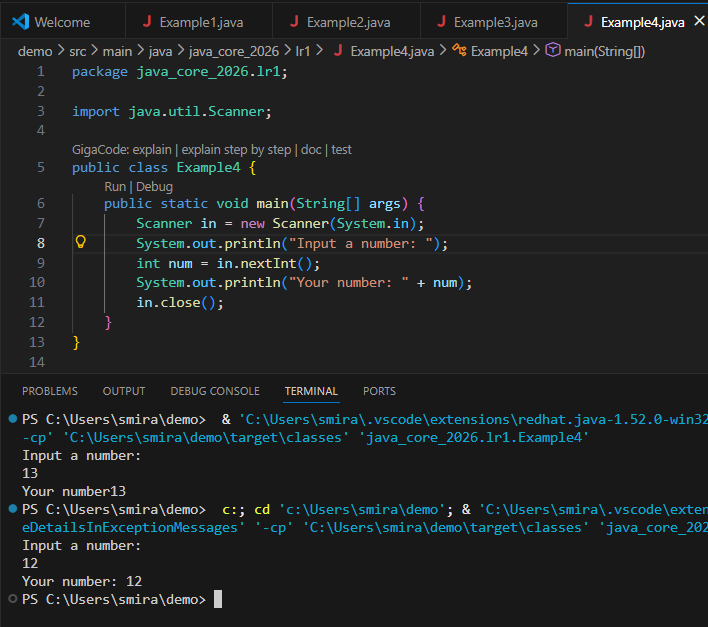 Welcome
Example1.java
Example2.java
Example3.java
Example4.java
demo > src > main > java > java_core_2026 > lr1 > Example4.java > Example4 > main(String[])
1 package java_core_2026.lr1;
2
3 import java.util.Scanner;
4
GigaCode: explain | explain step by step | doc | test
5 public class Example4 {
Run | Debug
6 public static void main(String[] args) {
7 Scanner in = new Scanner(System.in);
8 System.out.println("Input a number: ");
9 int num = in.nextInt();
10 System.out.println("Your number: " + num);
11 in.close();
12 }
13 }
14
PROBLEMS OUTPUT DEBUG CONSOLE TERMINAL PORTS
PS C:\Users\smira\demo> & 'C:\Users\smira\.vscode\extensions\redhat.java-1.52.0-win32
-cp' 'C:\Users\smira\demo\target\classes' 'java_core_2026.lr1.Example4'
Input a number:
13
Your number13
PS C:\Users\smira\demo> c:; cd 'c:\Users\smira\demo'; & 'C:\Users\smira\.vscode\exten
eDetailsInExceptionMessages' '-cp' 'C:\Users\smira\demo\target\classes' 'java_core_202
Input a number:
12
Your number: 12
PS C:\Users\smira\demo>